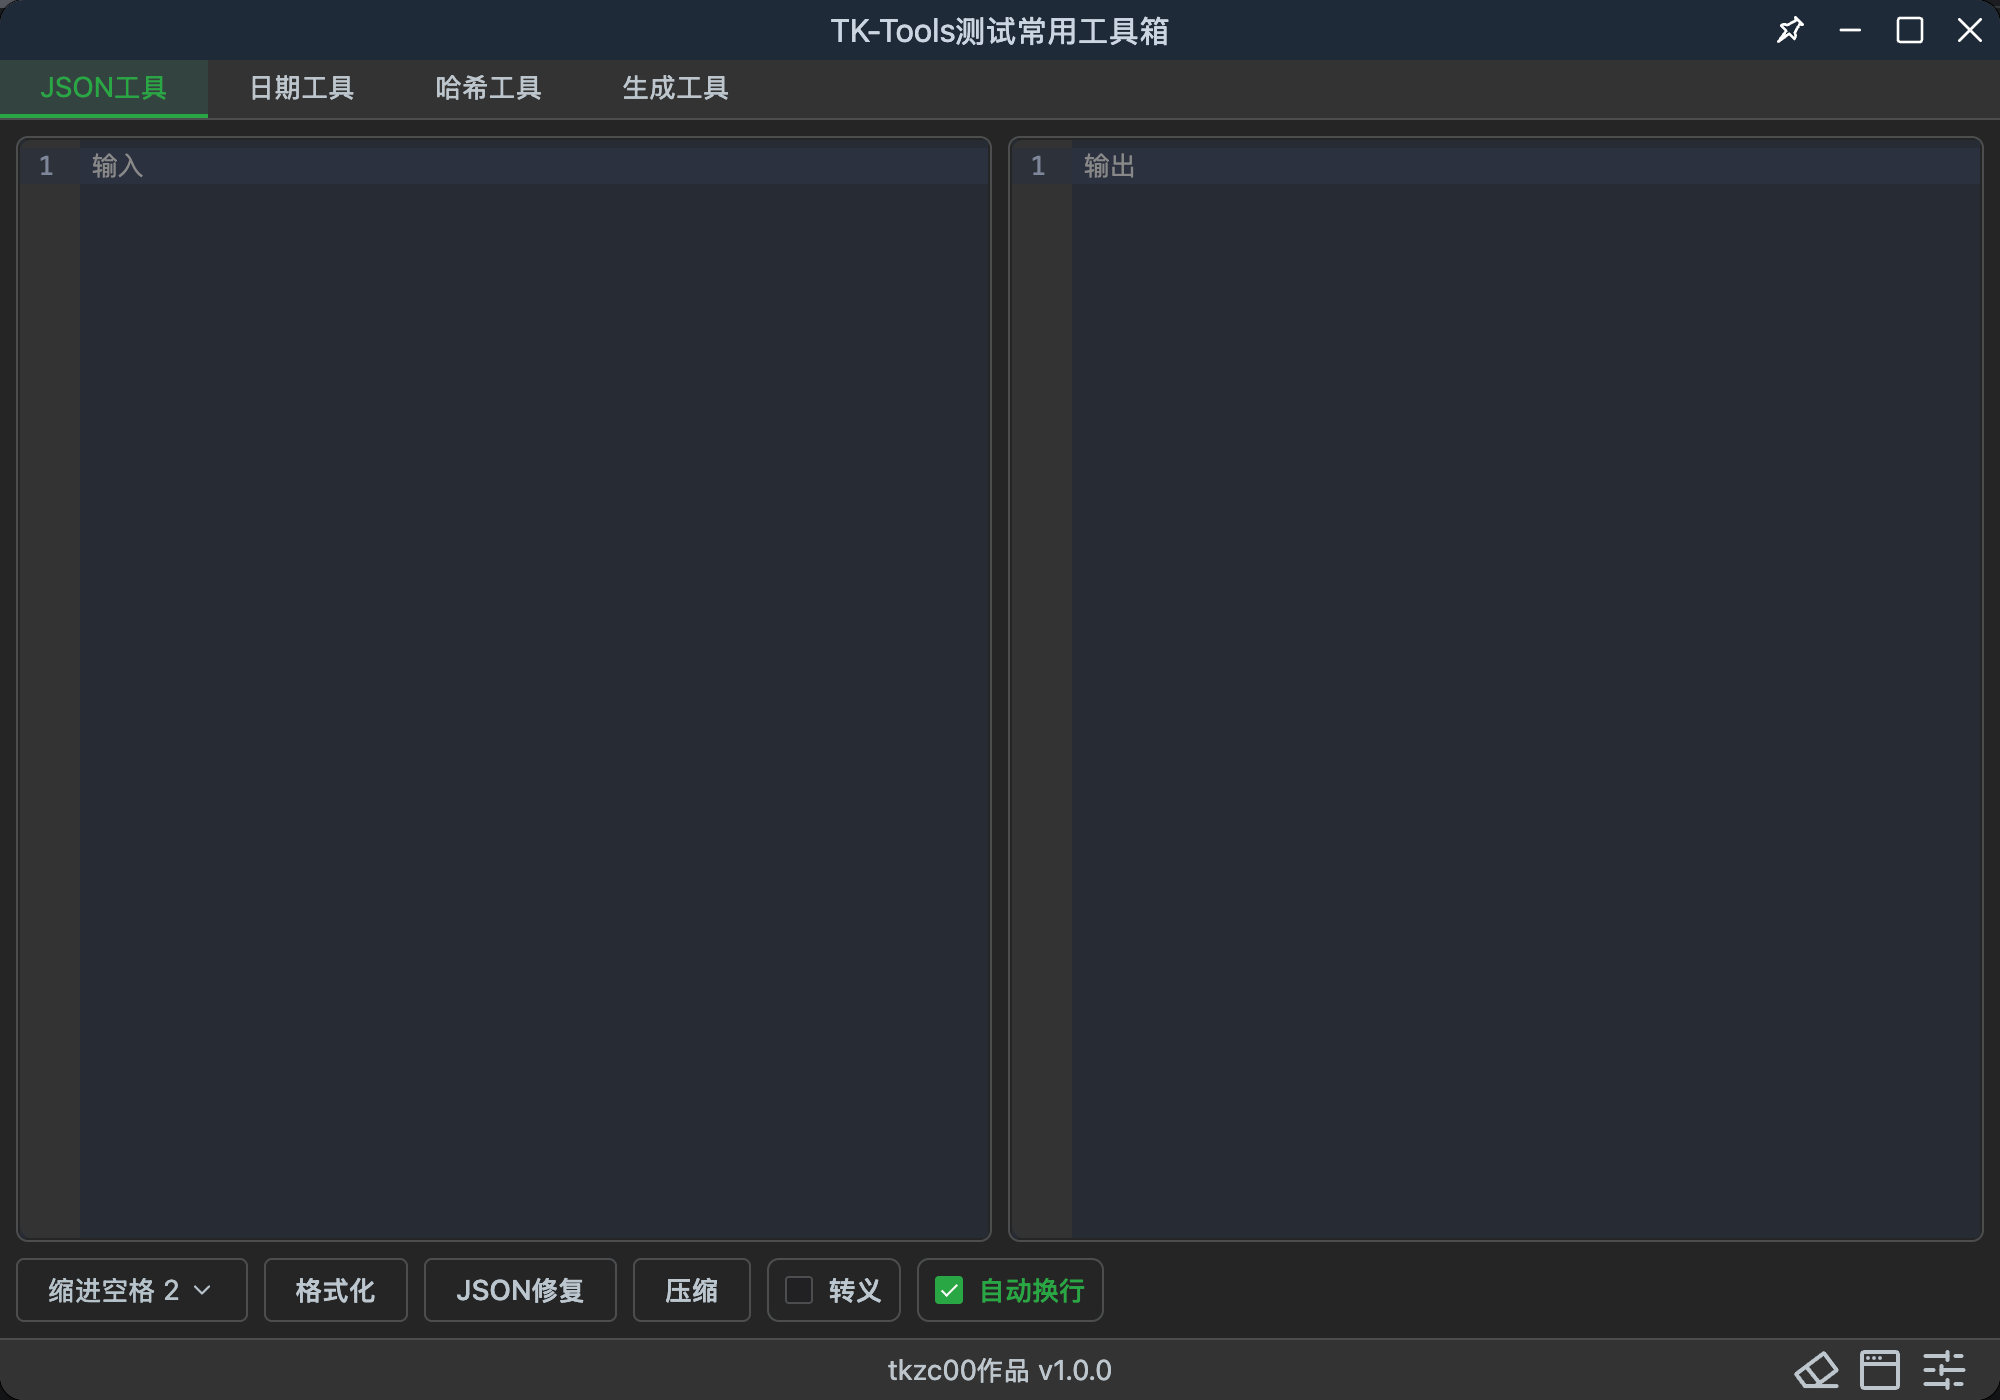 TK-Tools测试常用工具箱
JSON工具 日期工具 哈希工具 生成工具
1 输入
1 输出
缩进空格 2 格式化 JSON修复 压缩 转义 自动换行
tkzc00作品 v1.0.0